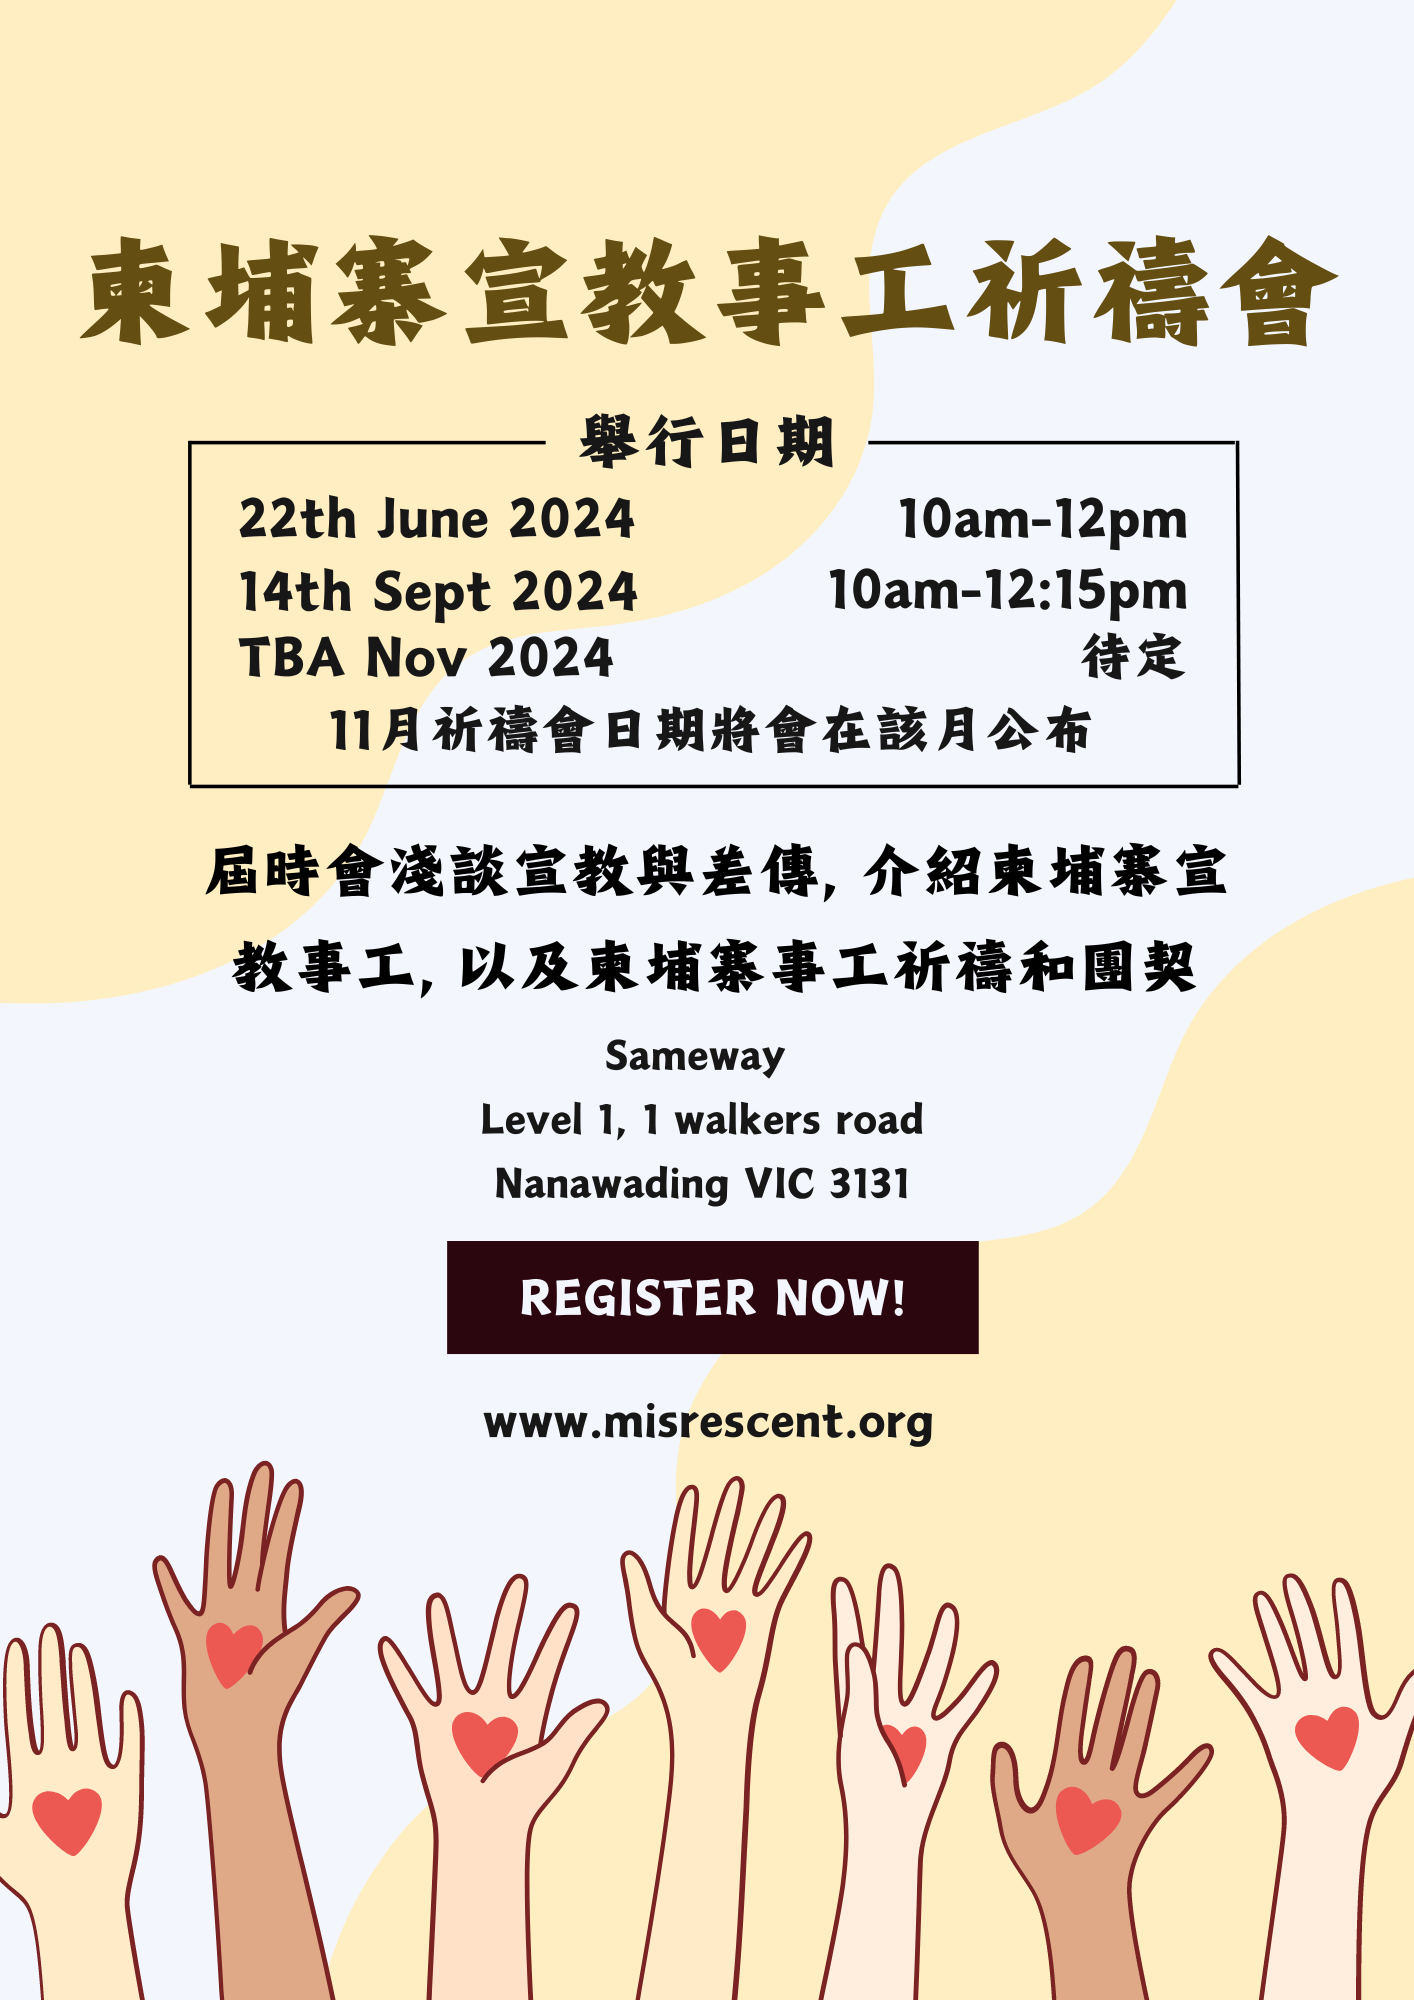 柬埔寨宣教事工祈禱會
舉行日期
22th June 2024 10am-12pm
14th Sept 2024 10am-12:15pm
TBA Nov 2024 待定
11月祈禱會日期將會在該月公布
屆時會淺談宣教與差傳, 介紹柬埔寨宣
教事工, 以及柬埔寨事工祈禱和團契
Sameway
Level 1, 1 walkers road
Nanawading VIC 3131
REGISTER NOW!
www.misrescent.org